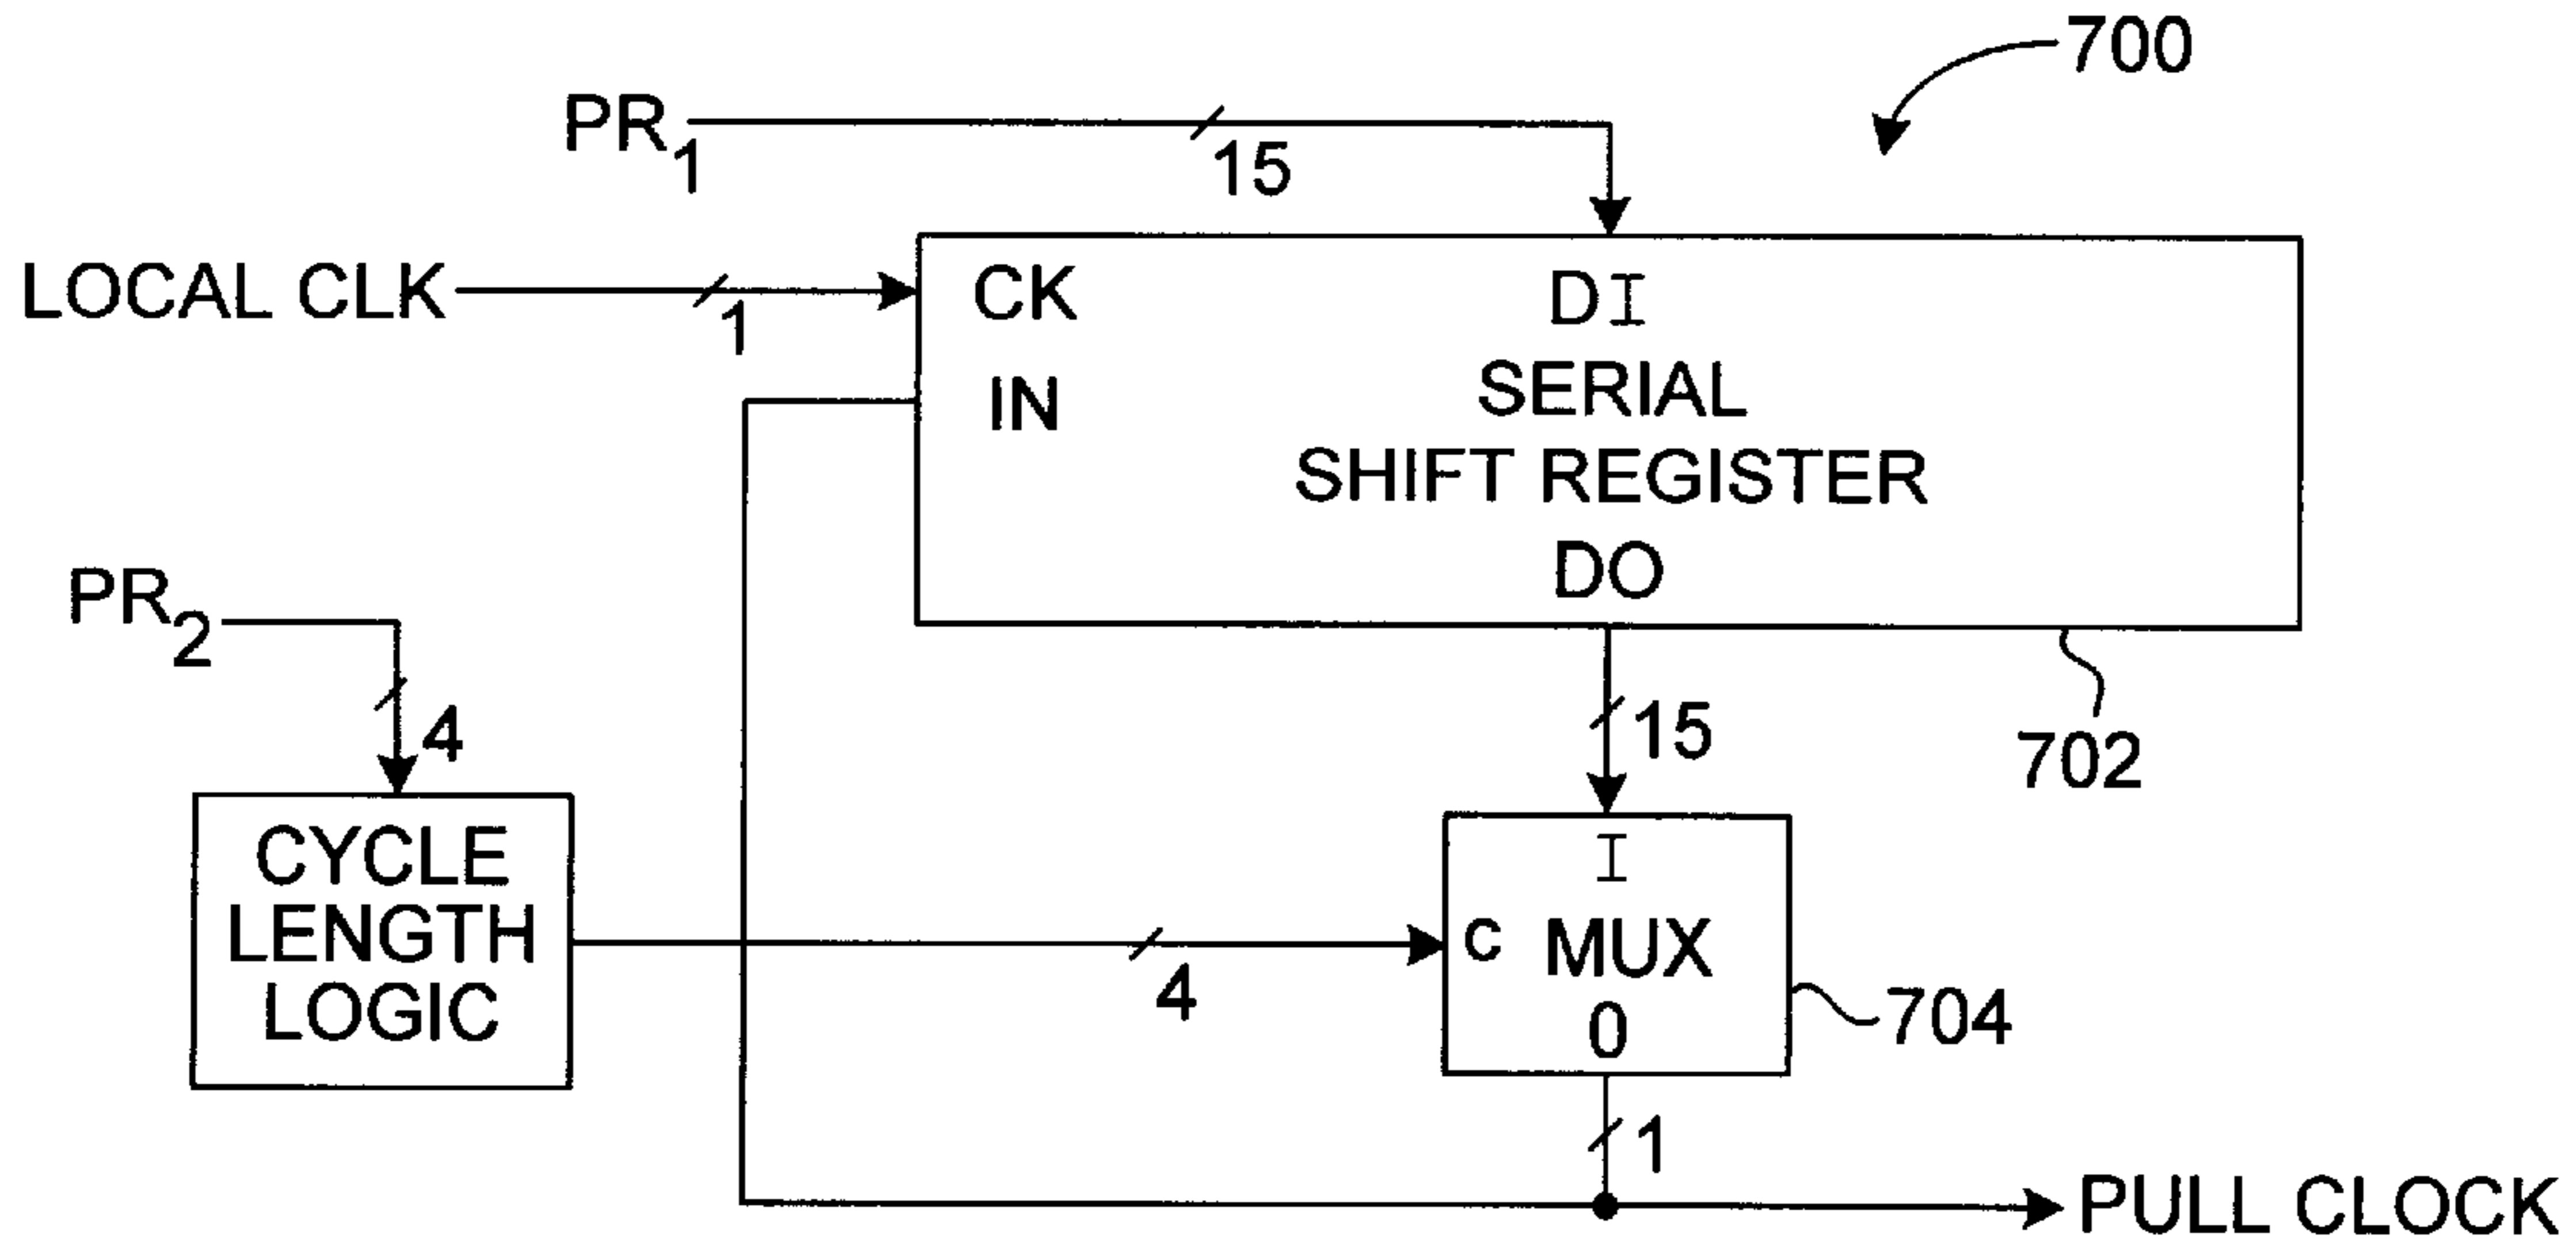 700
PR1
15
LOCAL CLK
1
CK
DI
IN
SERIAL
SHIFT REGISTER
DO
PR2
4
15
702
CYCLE
LENGTH
LOGIC
I
C MUX
0
4
704
1
PULL CLOCK